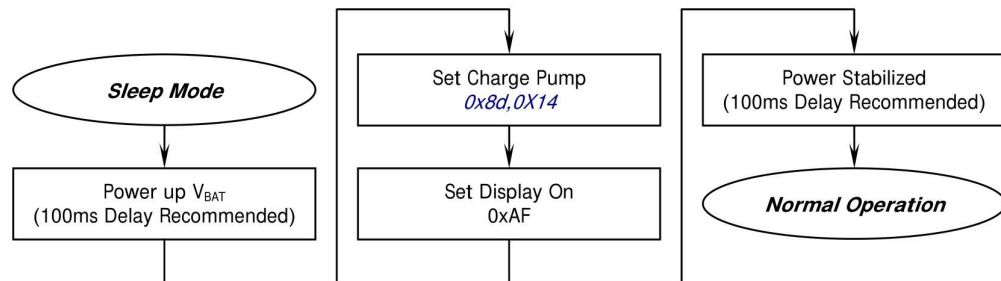 Sleep Mode
Power up VBAT
(100ms Delay Recommended)
Set Charge Pump
0x8d,0X14
Set Display On
0xAF
Power Stabilized
(100ms Delay Recommended)
Normal Operation